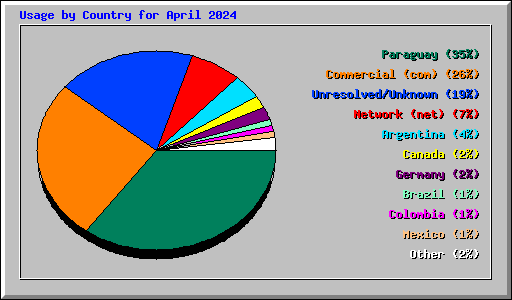 Usage by Country for April 2024
Paraguay (35%)
Commercial (com) (26%)
Unresolved/Unknown (19%)
Network (net) (7%)
Argentina (4%)
Canada (2%)
Germany (2%)
Brazil (1%)
Colombia (1%)
Mexico (1%)
Other (2%)